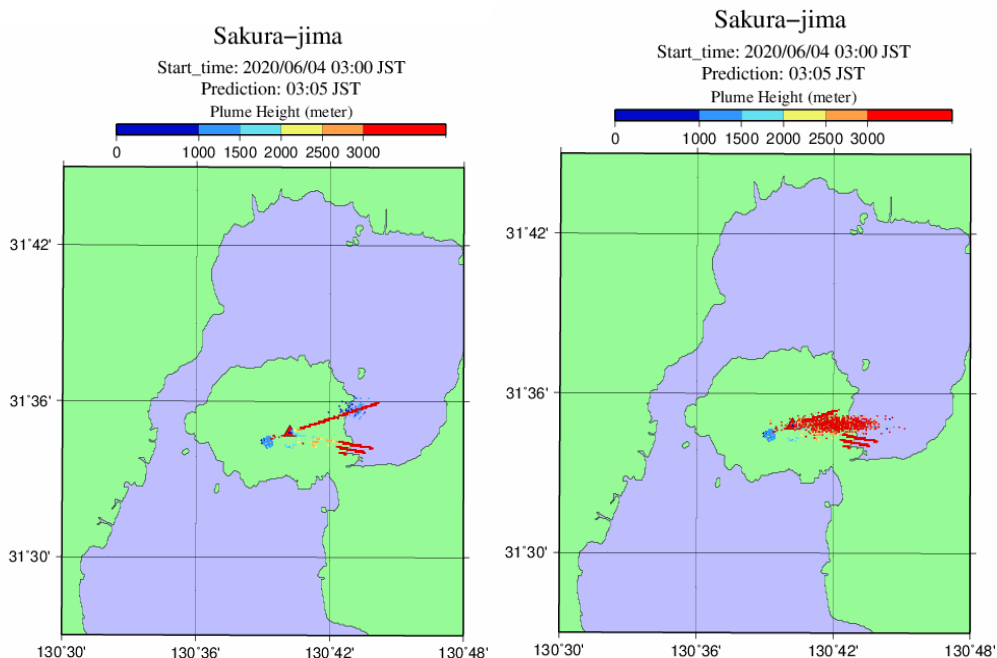 Sakura-jima
Start_time: 2020/06/04 03:00 JST
Prediction: 03:05 JST
Plume Height (meter)
0 1000 1500 2000 2500 3000
31˚42'
31˚36'
31˚30'
130˚30' 130˚36' 130˚42' 130˚48'
Sakura-jima
Start_time: 2020/06/04 03:00 JST
Prediction: 03:05 JST
Plume Height (meter)
0 1000 1500 2000 2500 3000
31˚42'
31˚36'
31˚30'
130˚30' 130˚36' 130˚42' 130˚48'